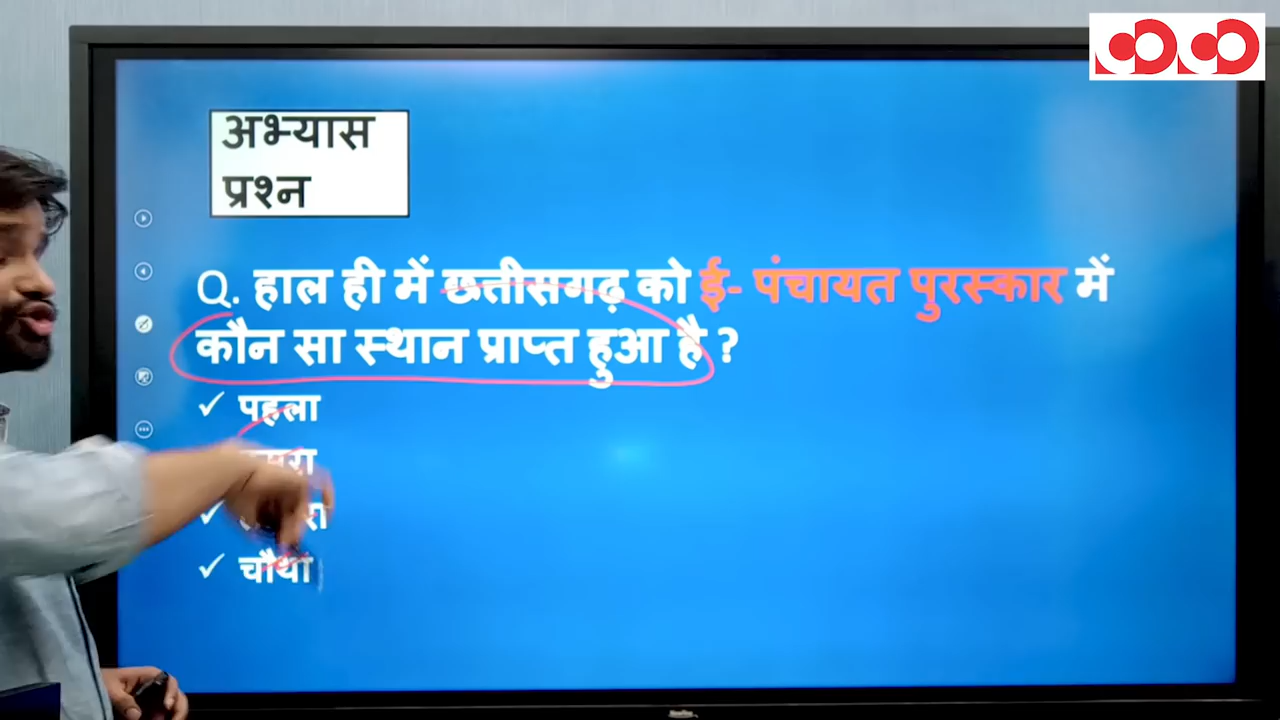 अभ्यास
प्रश्न
Q. हाल ही में छतीसगढ़ को ई- पंचायत पुरस्कार में
कौन सा स्थान प्राप्त हुआ है ?
✓ पहला
✓ चौथा